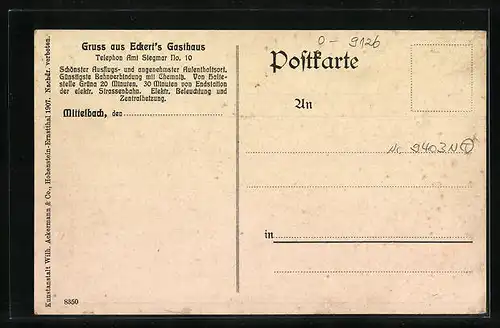 Gruss aus Eckert's Gasthaus
Telephon Amt Siegmar No. 10
Schönster Ausflugs- und angenehmster Aufenthaltsort.
Günstigste Bahnverbindung mit Chemnitz. Von Halte-
stelle Grüna 20 Minuten. 30 Minuten von Endstation
der elektr. Strassenbahn. Elektr. Beleuchtung und
Zentralheizung.
Mittelbach, den
Kunstanstalt Wilh. Ackermann & Co., Hohenstein-Ernstthal 1907. Nachdr. verboten.
8350
0-9126
Postkarte
An
9403
in